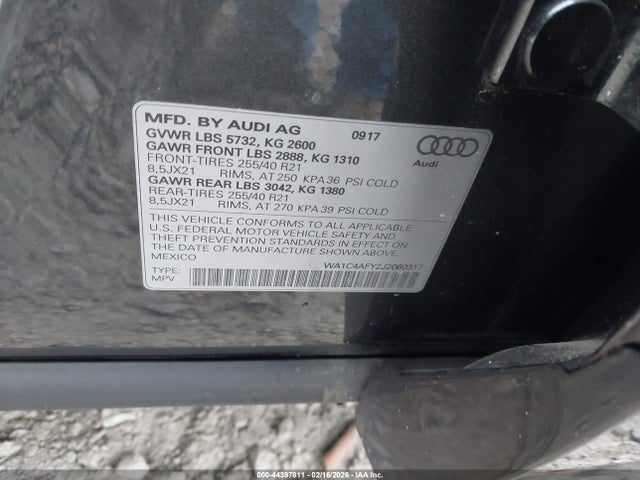 MFD. BY AUDI AG 0917
GVWR LBS 5732, KG 2600
GAWR FRONT LBS 2888, KG 1310
FRONT-TIRES 255/40 R21
8,5JX21 RIMS, AT 250 KPA 36 PSI COLD
GAWR REAR LBS 3042, KG 1380
REAR-TIRES 255/40 R21
8,5JX21 RIMS, AT 270 KPA 39 PSI COLD
Audi
THIS VEHICLE CONFORMS TO ALL APPLICABLE
U.S. FEDERAL MOTOR VEHICLE SAFETY AND
THEFT PREVENTION STANDARDS IN EFFECT ON
THE DATE OF MANUFACTURE SHOWN ABOVE.
MEXICO
WA1C4AFY2J2060317
TYPE:
MPV
000-44397811 - 02/16/2026 - IAAI.COM